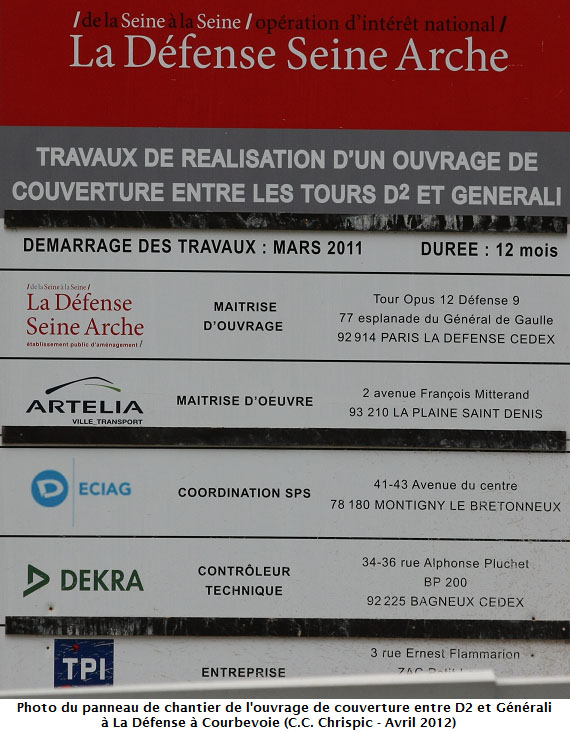 /de la Seine à la Seine / opération d'intérêt national /
La Défense Seine Arche
TRAVAUX DE REALISATION D'UN OUVRAGE DE
COUVERTURE ENTRE LES TOURS D2 ET GENERALI
DEMARRAGE DES TRAVAUX : MARS 2011 DUREE : 12 mois
/de la Seine à la Seine/
La Défense
Seine Arche
établissement public d'aménagement/
MAITRISE
D'OUVRAGE
Tour Opus 12 Défense 9
77 esplanade du Général de Gaulle
92 914 PARIS LA DEFENSE CEDEX
ARTELIA
VILLE_TRANSPORT
MAITRISE D'OEUVRE
2 avenue François Mitterand
93 210 LA PLAINE SAINT DENIS
D ECIAG
COORDINATION SPS
41-43 Avenue du centre
78 180 MONTIGNY LE BRETONNEUX
DEKRA
CONTRÔLEUR
TECHNIQUE
34-36 rue Alphonse Pluchet
BP 200
92 225 BAGNEUX CEDEX
TPI
ENTREPRISE
3 rue Ernest Flammarion
ZAC
Photo du panneau de chantier de l'ouvrage de couverture entre D2 et Générali
à La Défense à Courbevoie (C.C. Chrispic - Avril 2012)